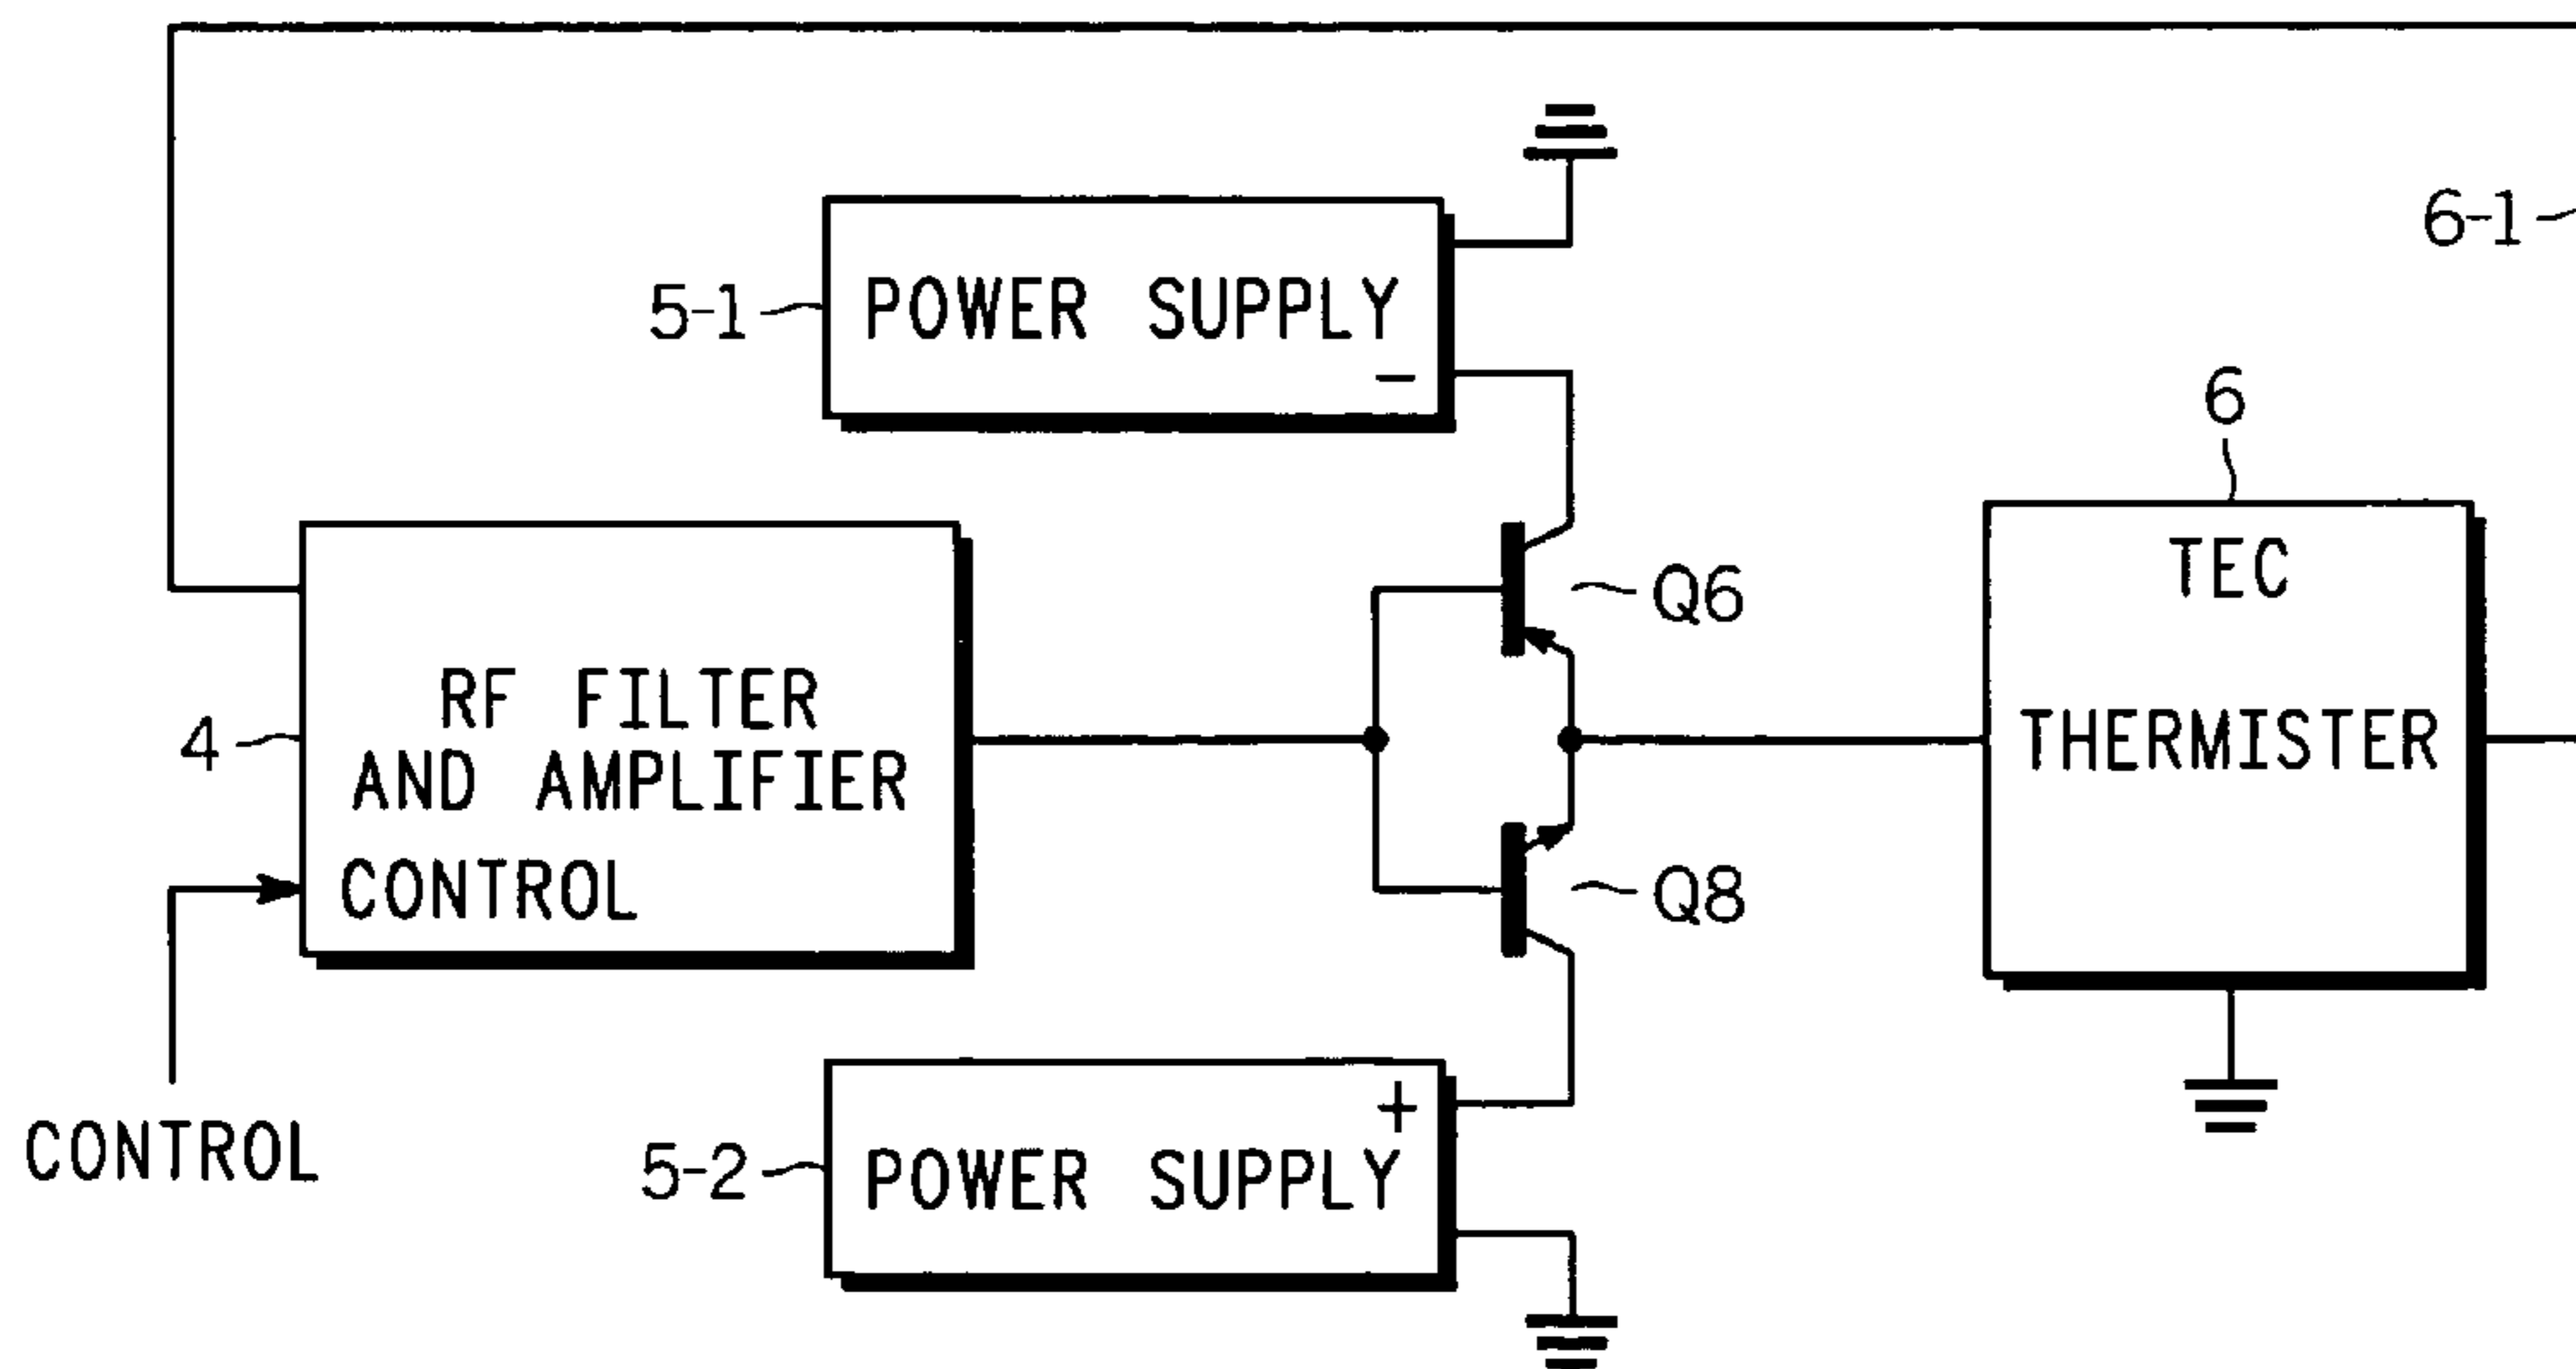 6-1
5-1
POWER SUPPLY
−
6
TEC
THERMISTER
Q6
4
RF FILTER
AND AMPLIFIER
CONTROL
Q8
CONTROL
5-2
+
POWER SUPPLY